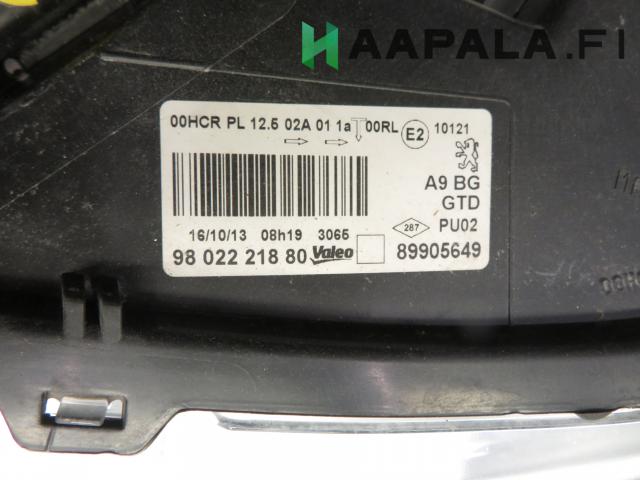 HAAPALA.FI
00HCR PL 12.5 02A 01 1a 00RL E2 10121
A9 BG
GTD
287 PU02
16/10/13 08h19 3065
98 022 218 80 Valeo 89905649